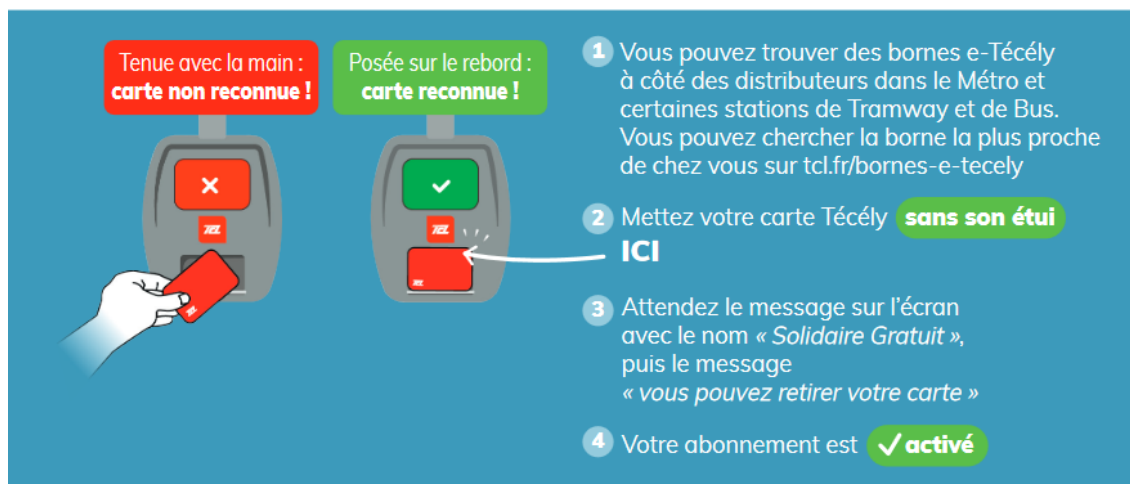 Tenue avec la main :
carte non reconnue !
Posée sur le rebord :
carte reconnue !
TCL
TCL
TCL
TCL
1 Vous pouvez trouver des bornes e-Técély
à côté des distributeurs dans le Métro et
certaines stations de Tramway et de Bus.
Vous pouvez chercher la borne la plus proche
de chez vous sur tcl.fr/bornes-e-tecely
2 Mettez votre carte Técély sans son étui
ICI
3 Attendez le message sur l’écran
avec le nom « Solidaire Gratuit »,
puis le message
« vous pouvez retirer votre carte »
4 Votre abonnement est ✓ activé